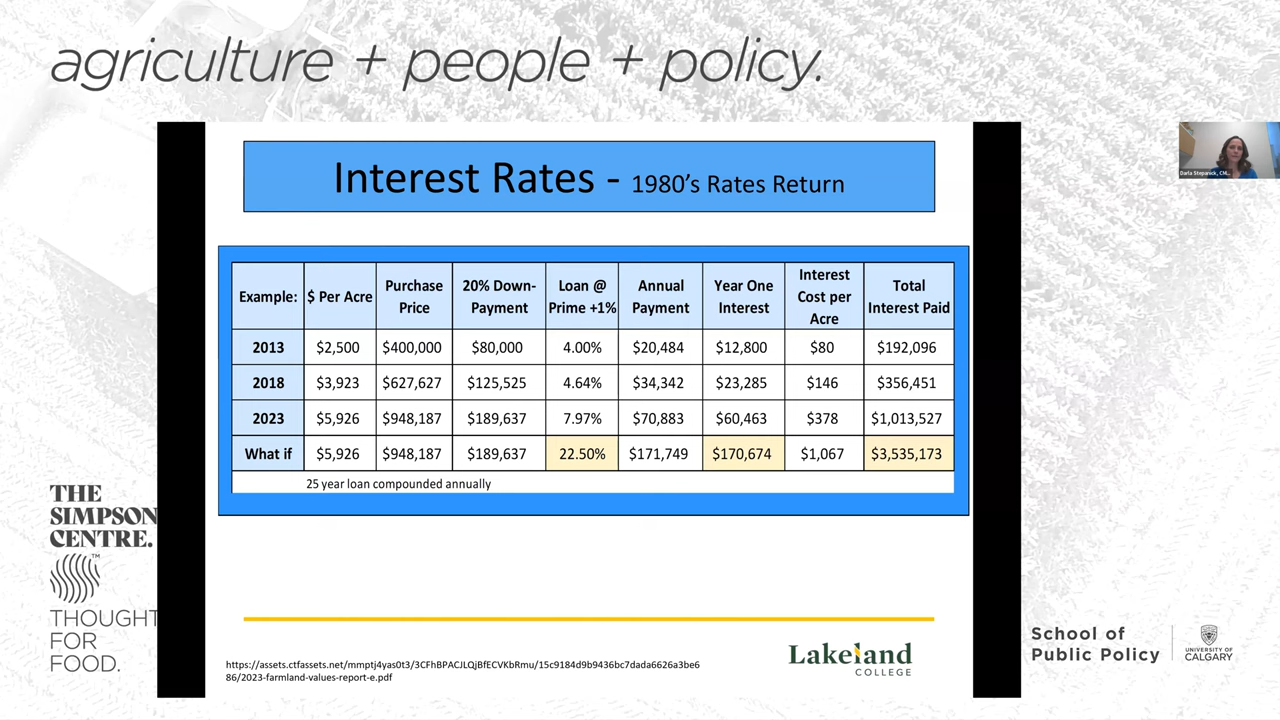 agriculture + people + policy.
Interest Rates - 1980's Rates Return
Example: $ Per Acre Purchase Price 20% Down-Payment Loan @ Prime +1% Annual Payment Year One Interest Interest Cost per Acre Total Interest Paid
2013 $2,500 $400,000 $80,000 4.00% $20,484 $12,800 $80 $192,096
2018 $3,923 $627,627 $125,525 4.64% $34,342 $23,285 $146 $356,451
2023 $5,926 $948,187 $189,637 7.97% $70,883 $60,463 $378 $1,013,527
What if $5,926 $948,187 $189,637 22.50% $171,749 $170,674 $1,067 $3,535,173
25 year loan compounded annually
https://assets.ctfassets.net/mmptj4yas0t3/3CFhBPACJLQjBfECVKbRmu/15c9184d9b9436bc7dada6626a3be6
86/2023-farmland-values-report-e.pdf
Lakeland
COLLEGE
THE
SIMPSON
CENTRE.
THOUGHT
FOR
FOOD.
TM
Darla Stepanick,
School of
Public Policy
UNIVERSITY OF
CALGARY